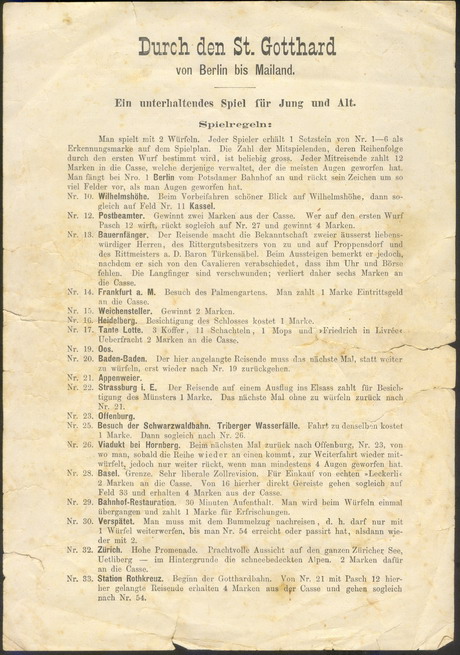 Durch den St. Gotthard
von Berlin bis Mailand.
Ein unterhaltendes Spiel für Jung und Alt.
Spielregeln:
Man spielt mit 2 Würfeln. Jeder Spieler erhält 1 Setzstein von Nr. 1—6 als
Erkennungsmarke auf dem Spielplan. Die Zahl der Mitspielenden, deren Reihenfolge
durch den ersten Wurf bestimmt wird, ist beliebig gross. Jeder Mitreisende zahlt 12
Marken in die Casse, welche derjenige verwaltet, der die meisten Augen geworfen hat.
Man fängt bei Nro. 1 Berlin vom Potsdamer Bahnhof an und rückt sein Zeichen um so
viel Felder vor, als man Augen geworfen hat.
Nr. 10. Wilhelmshöhe. Beim Vorbeifahren schöner Blick auf Wilhelmshöhe, dann so-
gleich auf Feld Nr. 11 Kassel.
Nr. 12. Postbeamter. Gewinnt zwei Marken aus der Casse. Wer auf den ersten Wurf
Pasch 12 wirft, rückt sogleich auf Nr. 27 und gewinnt 4 Marken.
Nr. 13. Bauernfänger. Der Reisende macht die Bekanntschaft zweier äusserst liebens-
würdiger Herren, des Rittergutsbesitzers von zu und auf Proppensdorf und
des Rittmeisters a. D. Baron Türkensäbel. Beim Aussteigen bemerkt er jedoch,
nachdem er sich von den Cavalieren verabschiedet, dass ihm Uhr und Börse
fehlen. Die Langfinger sind verschwunden; verliert daher sechs Marken an
die Casse.
Nr. 14. Frankfurt a. M. Besuch des Palmengartens. Man zahlt 1 Marke Eintrittsgeld
an die Casse.
Nr. 15. Weichensteller. Gewinnt 2 Marken.
Nr. 16. Heidelberg. Besichtigung des Schlosses kostet 1 Marke.
Nr. 17. Tante Lotte. 3 Koffer, 11 Schachteln, 1 Mops und Friedrich in Livrée.
Ueberfracht 2 Marken an die Casse.
Nr. 19. Oos.
Nr. 20. Baden-Baden. Der hier angelangte Reisende muss das nächste Mal, statt weiter
zu würfeln, erst wieder nach Nr. 19 zurückgehen.
Nr. 21. Appenweier.
Nr. 22. Strassburg i. E. Der Reisende auf einem Ausflug ins Elsass zahlt für Besich-
tigung des Münsters 1 Marke. Das nächste Mal ohne zu würfeln zurück nach
Nr. 21.
Nr. 23. Offenburg.
Nr. 25. Besuch der Schwarzwaldbahn. Triberger Wasserfälle. Fahrt zu denselben kostet
1 Marke. Dann sogleich nach Nr. 26.
Nr. 26. Viadukt bei Hornberg. Beim nächsten Mal zurück nach Offenburg, Nr. 23, von
wo man, sobald die Reihe wieder an einen kommt, zur Weiterfahrt wieder mit-
würfelt, jedoch nur weiter rückt, wenn man mindestens 4 Augen geworfen hat.
Nr. 28. Basel. Grenze. Sehr liberale Zollrevision. Für Einkauf von echten »Leckerli«
2 Marken an die Casse. Von 16 hierher direkt Gereiste gehen sogleich auf
Feld 33 und erhalten 4 Marken aus der Casse.
Nr. 29. Bahnhof-Restauration. 30 Minuten Aufenthalt. Man wird beim Würfeln einmal
übergangen und zahlt 1 Marke für Erfrischungen.
Nr. 30. Verspätet. Man muss mit dem Bummelzug nachreisen, d. h. darf nur mit
1 Würfel weiterwerfen, bis man Nr. 54 erreicht oder passirt hat, alsdann wie-
der mit 2.
Nr. 32. Zürich. Hohe Promenade. Prachtvolle Aussicht auf den ganzen Züricher See,
Uetliberg — im Hintergrunde die schneebedeckten Alpen. 2 Marken dafür
an die Casse.
Nr. 33. Station Rothkreuz. Beginn der Gotthardbahn. Von Nr. 21 mit Pasch 12 hier-
her gelangte Reisende erhalten 4 Marken aus der Casse und gehen sogleich
nach Nr. 54.